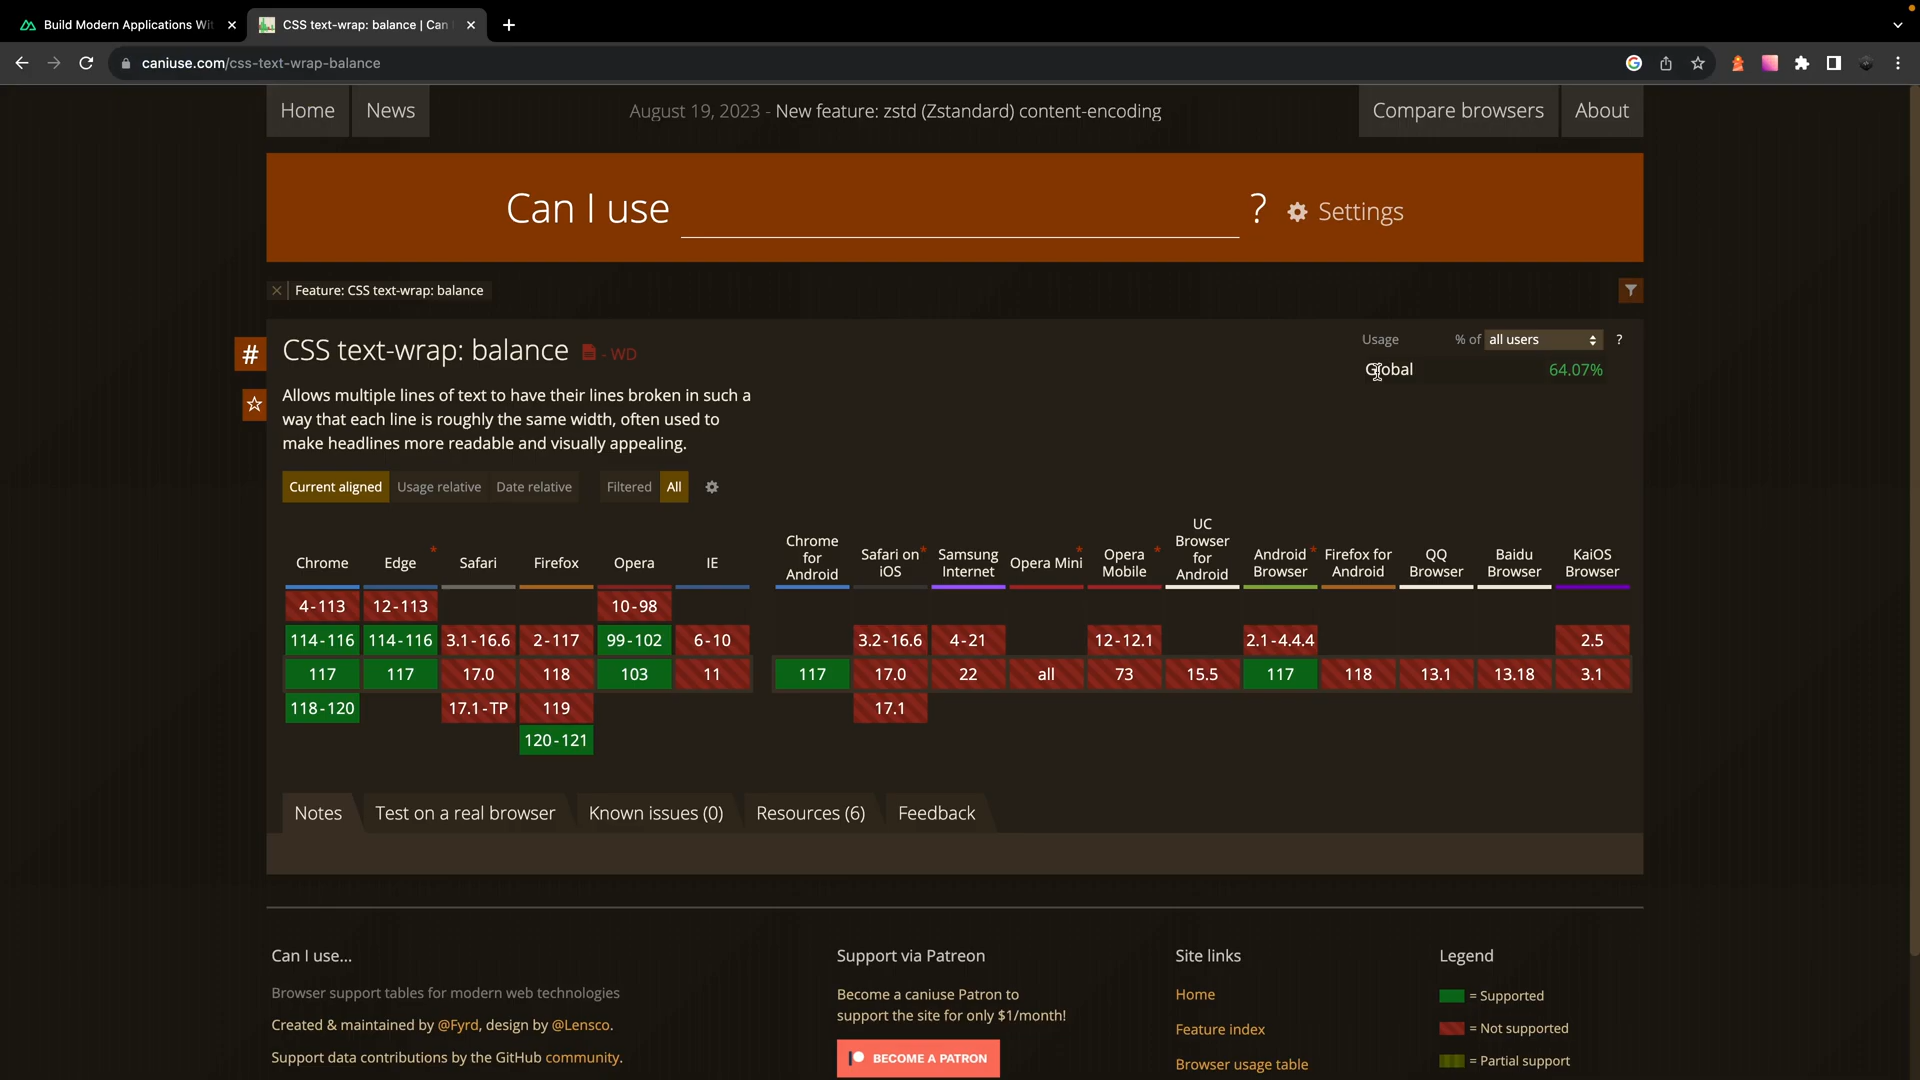 Build Modern Applications Wit
CSS text-wrap: balance | Can
caniuse.com/css-text-wrap-balance
Home
News
August 19, 2023 - New feature: zstd (Zstandard) content-encoding
Compare browsers
About
Can I use
?
Settings
Feature: CSS text-wrap: balance
#
CSS text-wrap: balance
- WD
Usage
% of
all users
?
Global
64.07%
Allows multiple lines of text to have their lines broken in such a
way that each line is roughly the same width, often used to
make headlines more readable and visually appealing.
Current aligned
Usage relative
Date relative
Filtered
All
Chrome
Edge *
Safari
Firefox
Opera
IE
Chrome
for
Android
Safari on *
iOS
Samsung
Internet
Opera Mini *
Opera *
Mobile
UC
Browser
for
Android
Android *
Browser
Firefox for
Android
QQ
Browser
Baidu
Browser
KaiOS
Browser
4-113
12-113
10-98
114-116
114-116
3.1-16.6
2-117
99-102
6-10
3.2-16.6
4-21
12-12.1
2.1-4.4.4
2.5
117
117
17.0
118
103
11
117
17.0
22
all
73
15.5
117
118
13.1
13.18
3.1
118-120
17.1-TP
119
17.1
120-121
Notes
Test on a real browser
Known issues (0)
Resources (6)
Feedback
Can I use...
Browser support tables for modern web technologies
Created & maintained by @Fyrd, design by @Lensco.
Support data contributions by the GitHub community.
Support via Patreon
Become a caniuse Patron to
support the site for only $1/month!
BECOME A PATRON
Site links
Home
Feature index
Browser usage table
Legend
= Supported
= Not supported
= Partial support